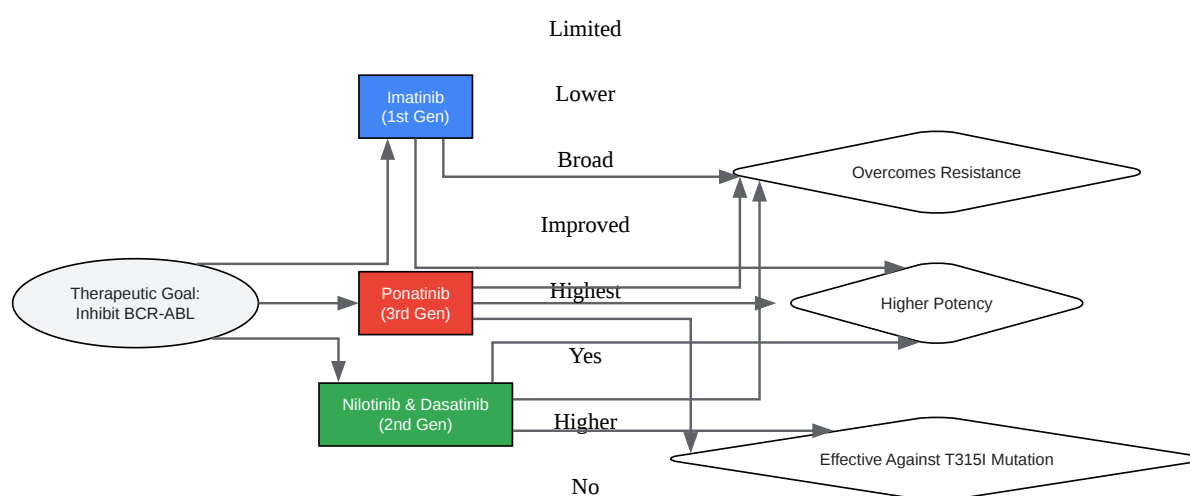 Limited
Imatinib
(1st Gen)
Lower
Broad
Overcomes Resistance
Improved
Therapeutic Goal:
Inhibit BCR-ABL
Ponatinib
(3rd Gen)
Highest
Higher Potency
Yes
Nilotinib & Dasatinib
(2nd Gen)
Higher
Effective Against T315I Mutation
No